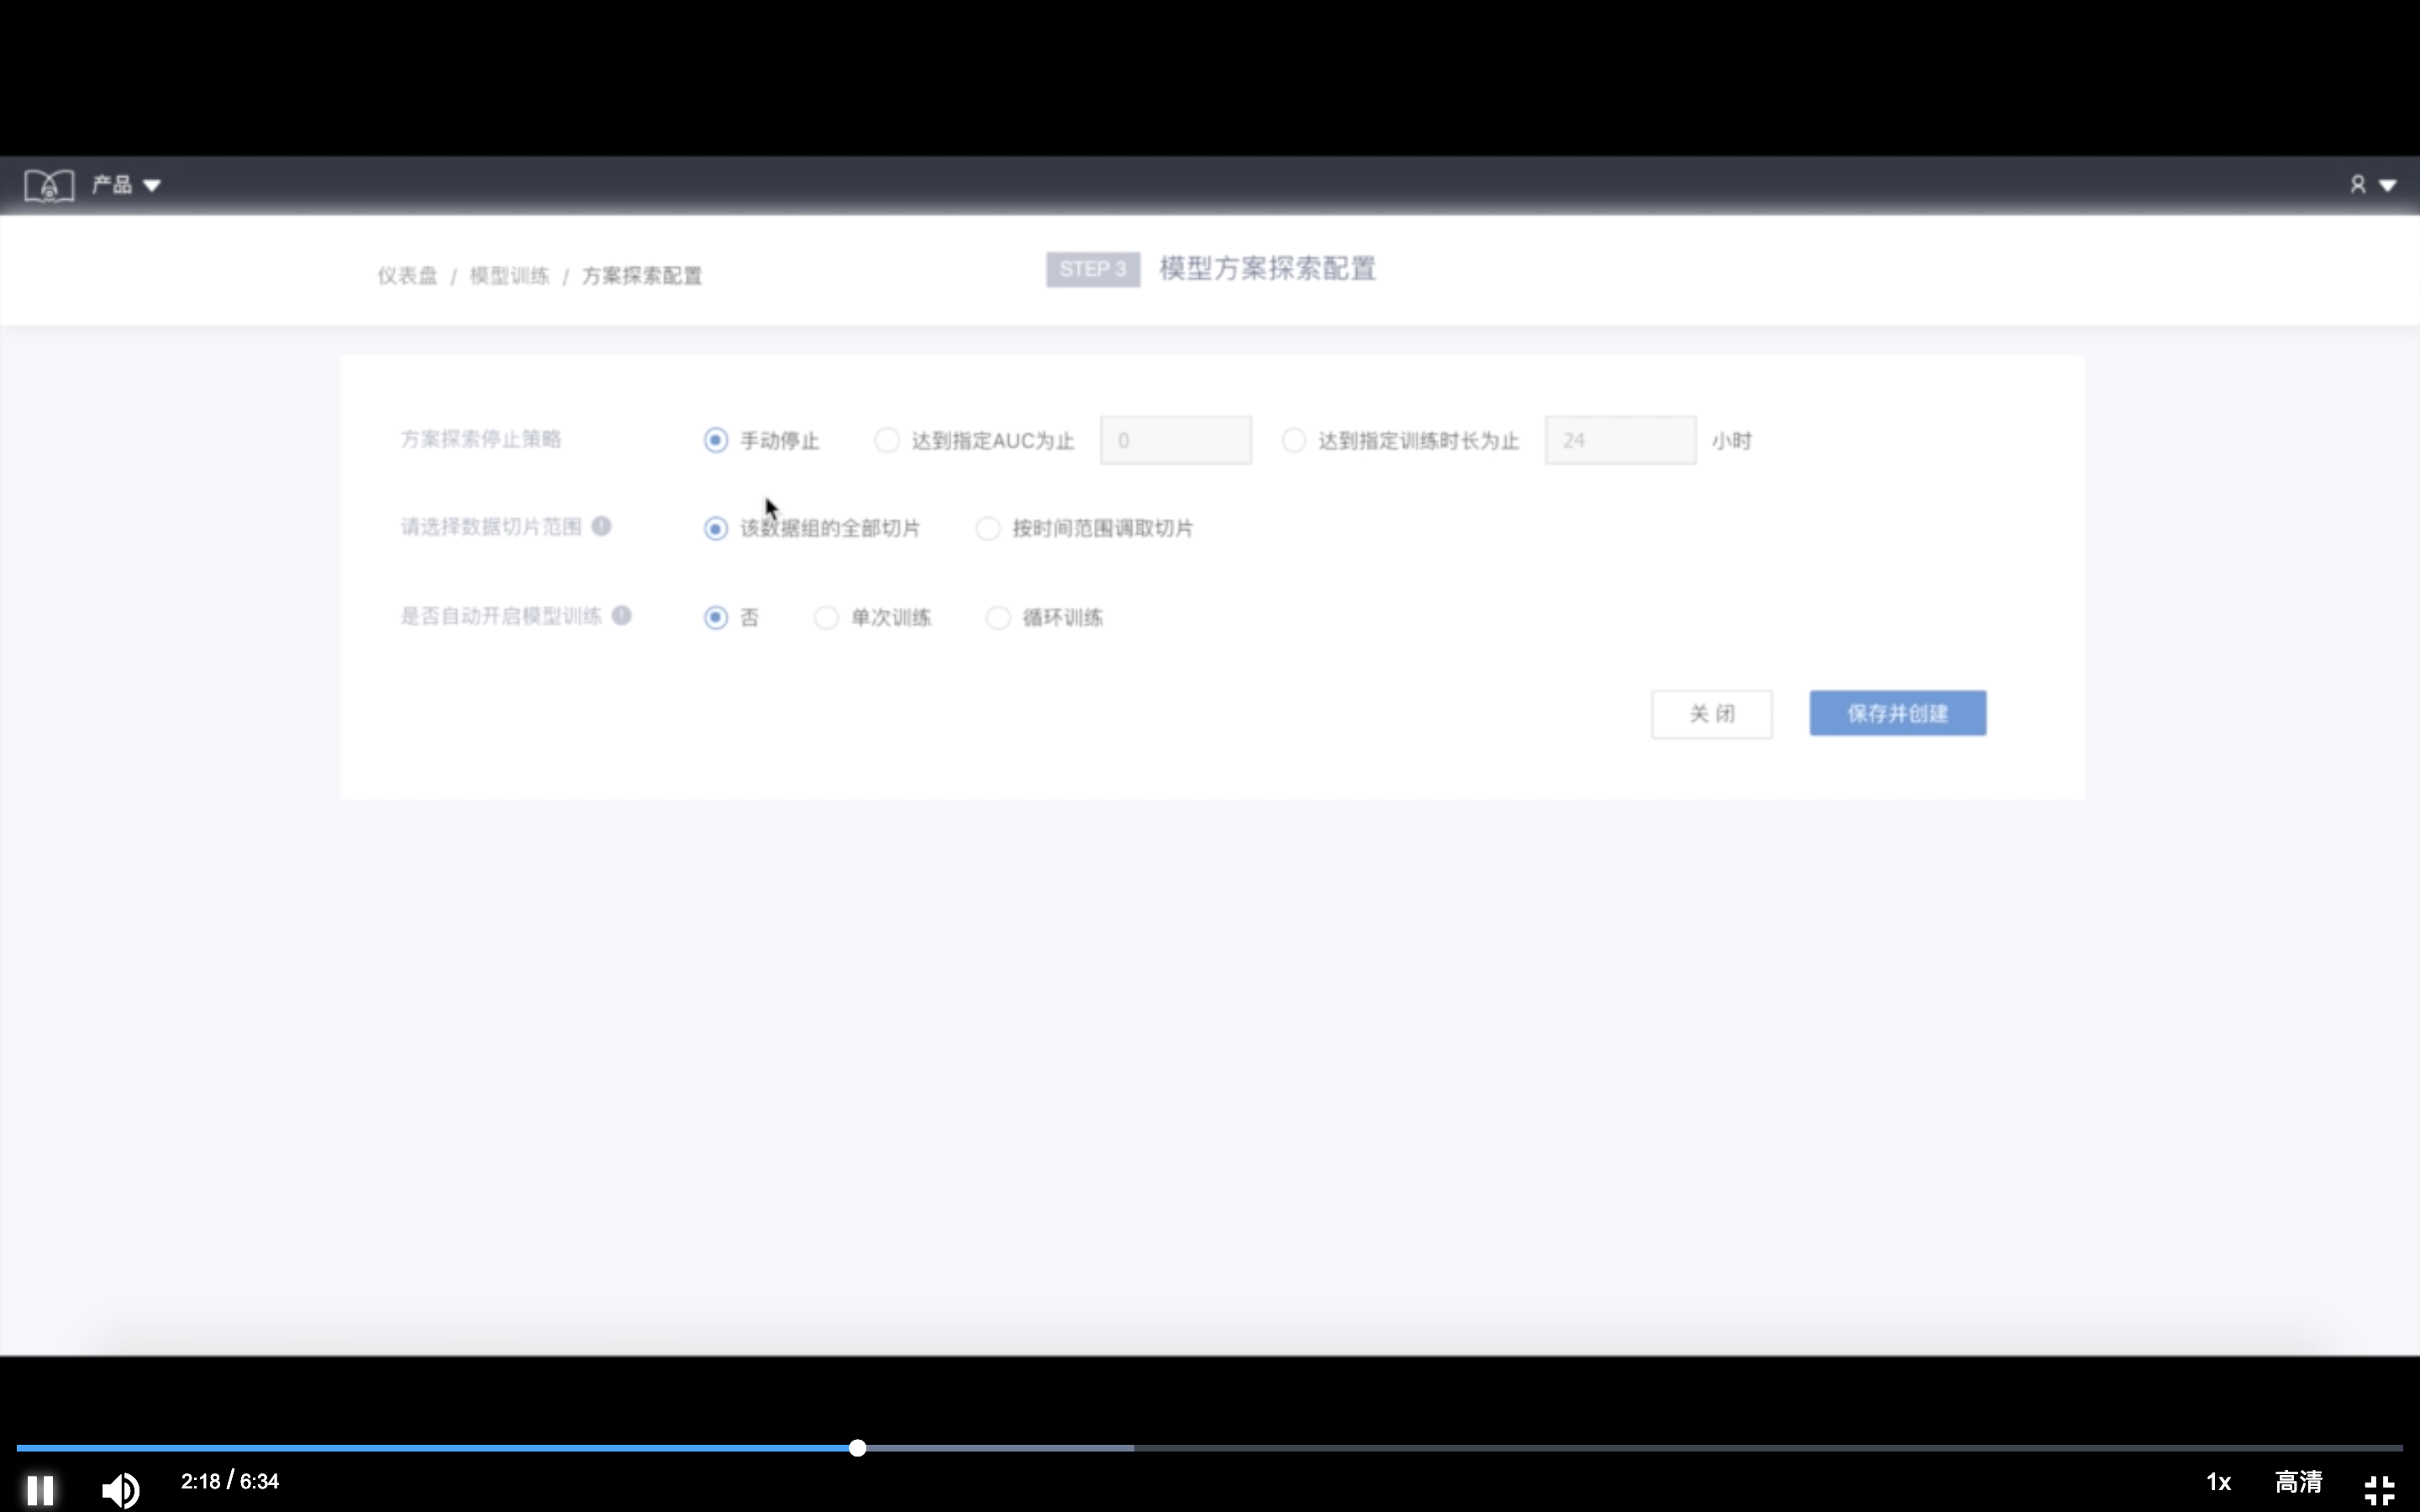 产品
仪表盘 / 模型训练 / 方案探索配置
STEP 3 模型方案探索配置
方案探索停止策略 手动停止 达到指定AUC为止 0 达到指定训练时长为止 24 小时
请选择数据切片范围 该数据组的全部切片 按时间范围调取切片
是否自动开启模型训练 否 单次训练 循环训练
关 闭 保存并创建
2:18 / 6:34 1x 高清